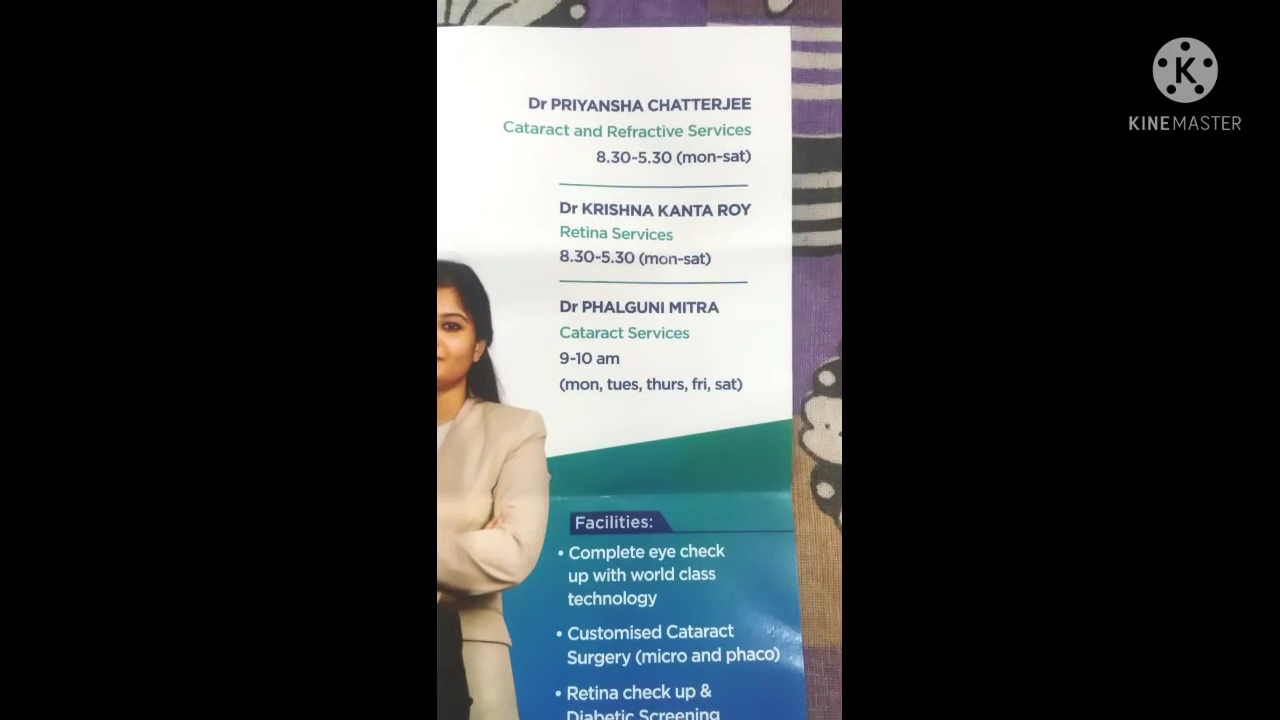 Dr PRIYANSHA CHATTERJEE
Cataract and Refractive Services
8.30-5.30 (mon-sat)
Dr KRISHNA KANTA ROY
Retina Services
8.30-5.30 (mon-sat)
Dr PHALGUNI MITRA
Cataract Services
9-10 am
(mon, tues, thurs, fri, sat)
Facilities:
• Complete eye check
up with world class
technology
• Customised Cataract
Surgery (micro and phaco)
• Retina check up &
Diabetic Screening
K
KINEMASTER